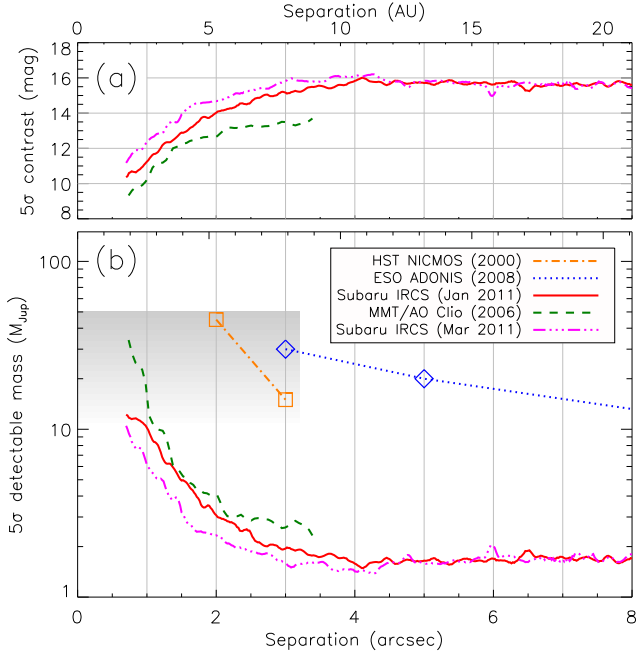 Separation (AU)
0 5 10 15 20
(a)
5σ contrast (mag)
16
14
12
10
8
(b)
5σ detectable mass (M_Jup)
100
10
1
HST NICMOS (2000)
ESO ADONIS (2008)
Subaru IRCS (Jan 2011)
MMT/AO Clio (2006)
Subaru IRCS (Mar 2011)
0 2 4 6 8
Separation (arcsec)